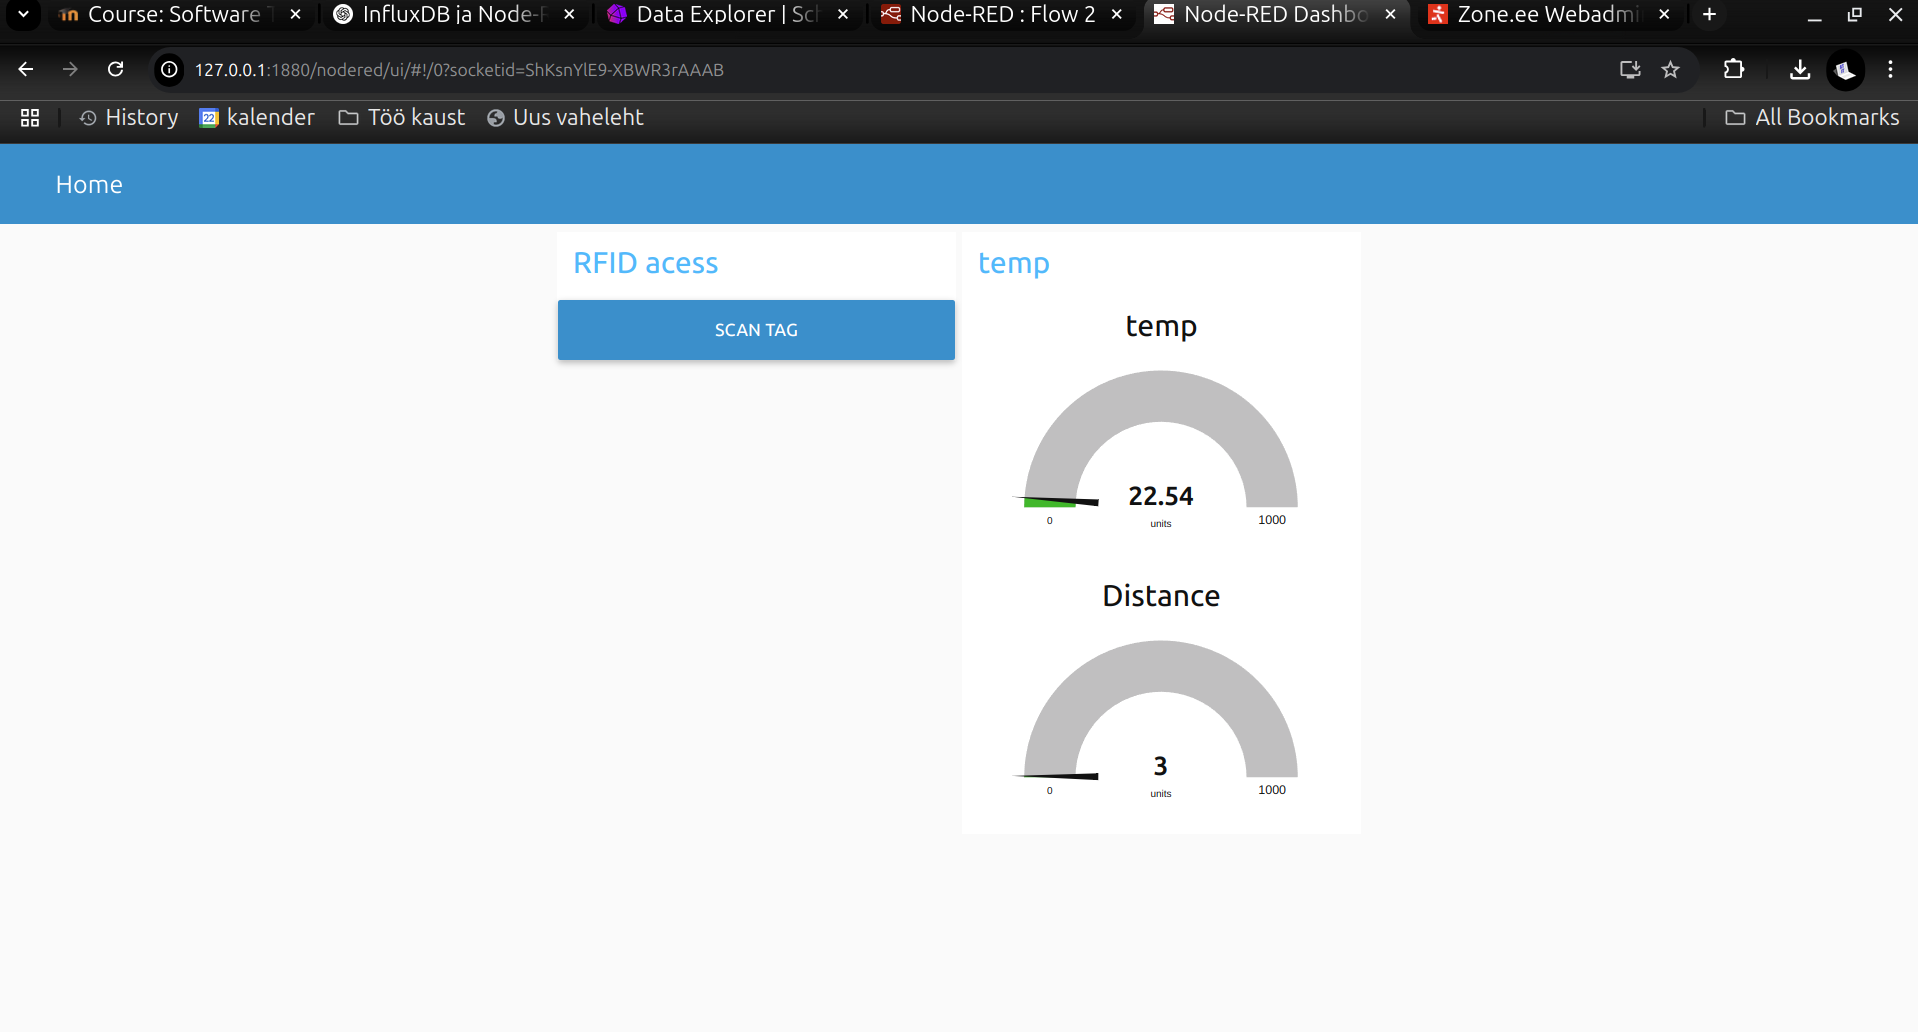 Course: Software T
InfluxDB ja Node-R
Data Explorer | Sch
Node-RED : Flow 2
Node-RED Dashbo
Zone.ee Webadmi
127.0.0.1:1880/nodered/ui/#!/0?socketid=ShKsnYlE9-XBWR3rAAAB
History
22
kalender
Töö kaust
Uus vaheleht
All Bookmarks
Home
RFID acess
SCAN TAG
temp
temp
22.54
units
0
1000
Distance
3
units
0
1000